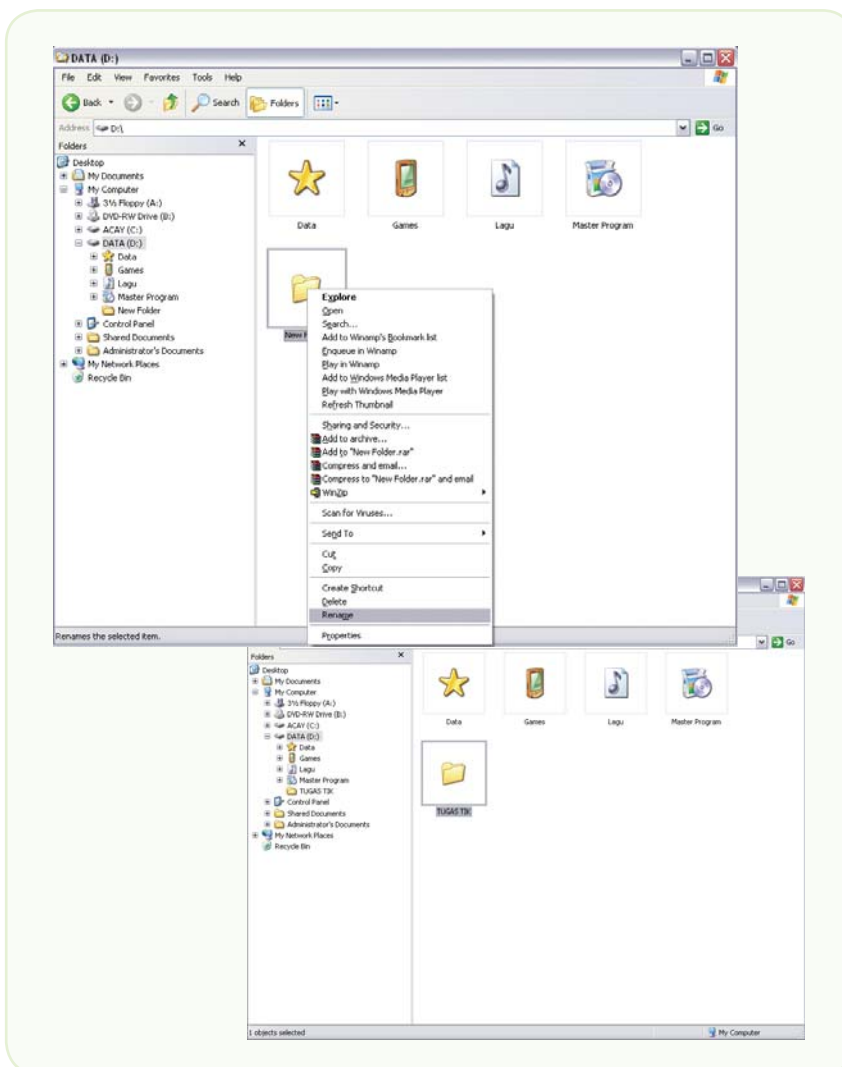 DATA (D:)
File Edit View Favorites Tools Help
Back Search Folders
Address D:\ Go
Folders
Desktop
My Documents
My Computer
3½ Floppy (A:)
DVD-RW Drive (B:)
ACAY (C:)
DATA (D:)
Data
Games
Lagu
Master Program
New Folder
Control Panel
Shared Documents
Administrator's Documents
My Network Places
Recycle Bin
Data Games Lagu Master Program
New F
Explore
Open
Search...
Add to Winamp's Bookmark list
Enqueue in Winamp
Play in Winamp
Add to Windows Media Player list
Play with Windows Media Player
Refresh Thumbnail
Sharing and Security...
Add to archive...
Add to "New Folder.rar"
Compress and email...
Compress to "New Folder.rar" and email
WinZip
Scan for Viruses...
Send To
Cut
Copy
Create Shortcut
Delete
Rename
Properties
Renames the selected item.
Go
Folders
Desktop
My Documents
My Computer
3½ Floppy (A:)
DVD-RW Drive (B:)
ACAY (C:)
DATA (D:)
Data
Games
Lagu
Master Program
TUGAS TIK
Control Panel
Shared Documents
Administrator's Documents
My Network Places
Recycle Bin
Data Games Lagu Master Program
TUGAS TIK
1 objects selected My Computer